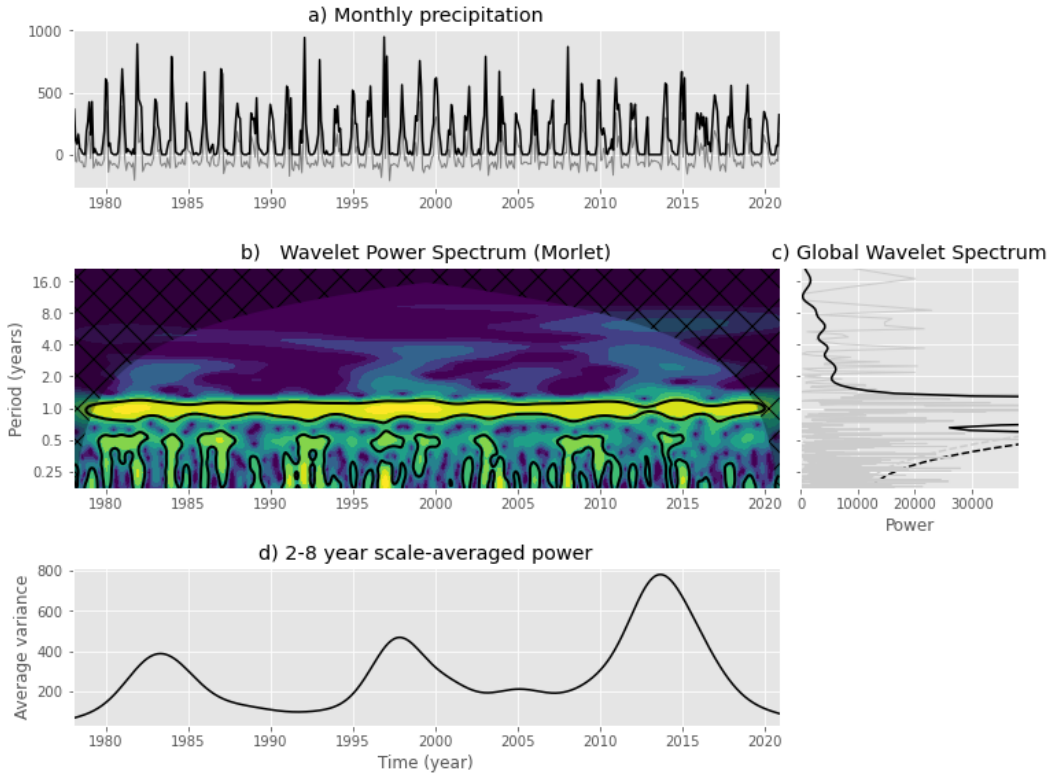 a) Monthly precipitation
1000
500
0
1980 1985 1990 1995 2000 2005 2010 2015 2020
b) Wavelet Power Spectrum (Morlet)
c) Global Wavelet Spectrum
Period (years)
16.0
8.0
4.0
2.0
1.0
0.5
0.25
1980 1985 1990 1995 2000 2005 2010 2015 2020
0 10000 20000 30000
Power
d) 2-8 year scale-averaged power
Average variance
800
600
400
200
1980 1985 1990 1995 2000 2005 2010 2015 2020
Time (year)